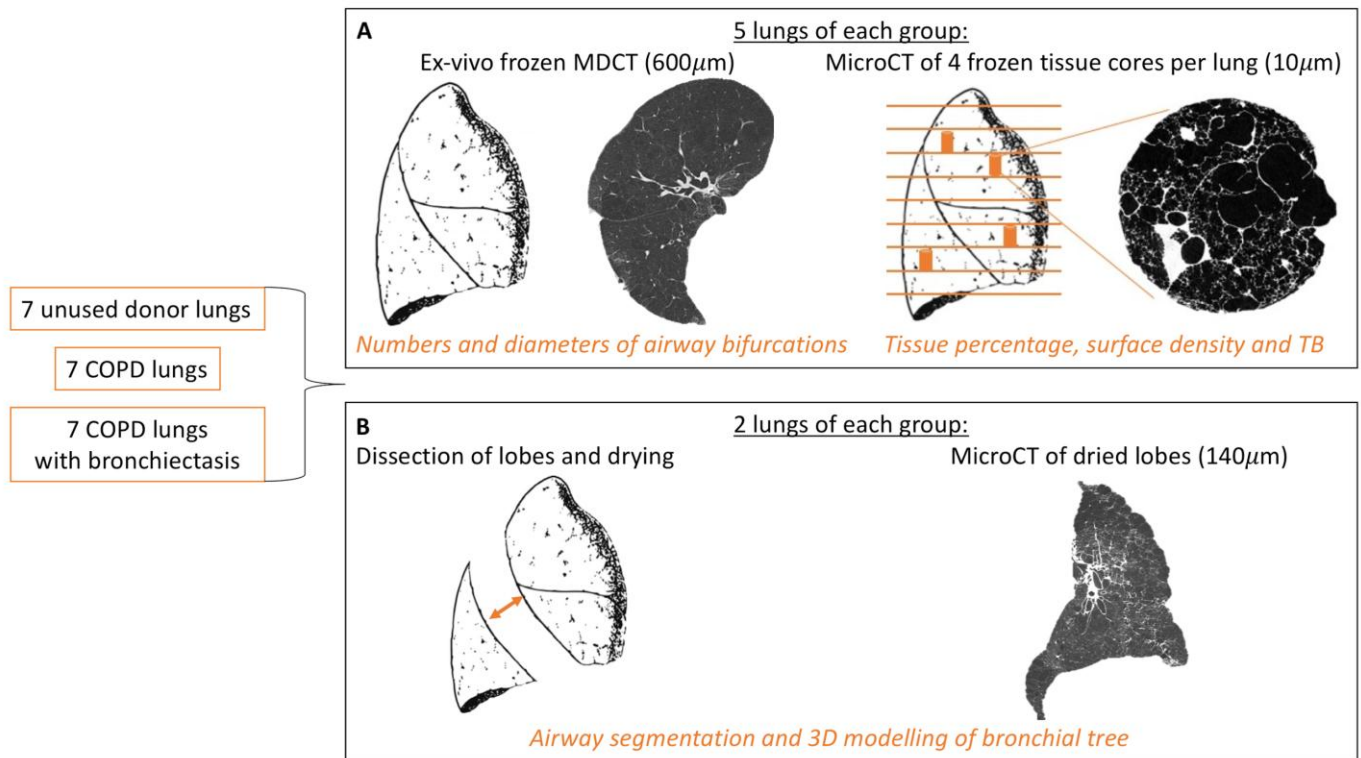 7 unused donor lungs
7 COPD lungs
7 COPD lungs
with bronchiectasis
A
5 lungs of each group:
Ex-vivo frozen MDCT (600𝜇m)
MicroCT of 4 frozen tissue cores per lung (10𝜇m)
Numbers and diameters of airway bifurcations
Tissue percentage, surface density and TB
B
2 lungs of each group:
Dissection of lobes and drying
MicroCT of dried lobes (140𝜇m)
Airway segmentation and 3D modelling of bronchial tree